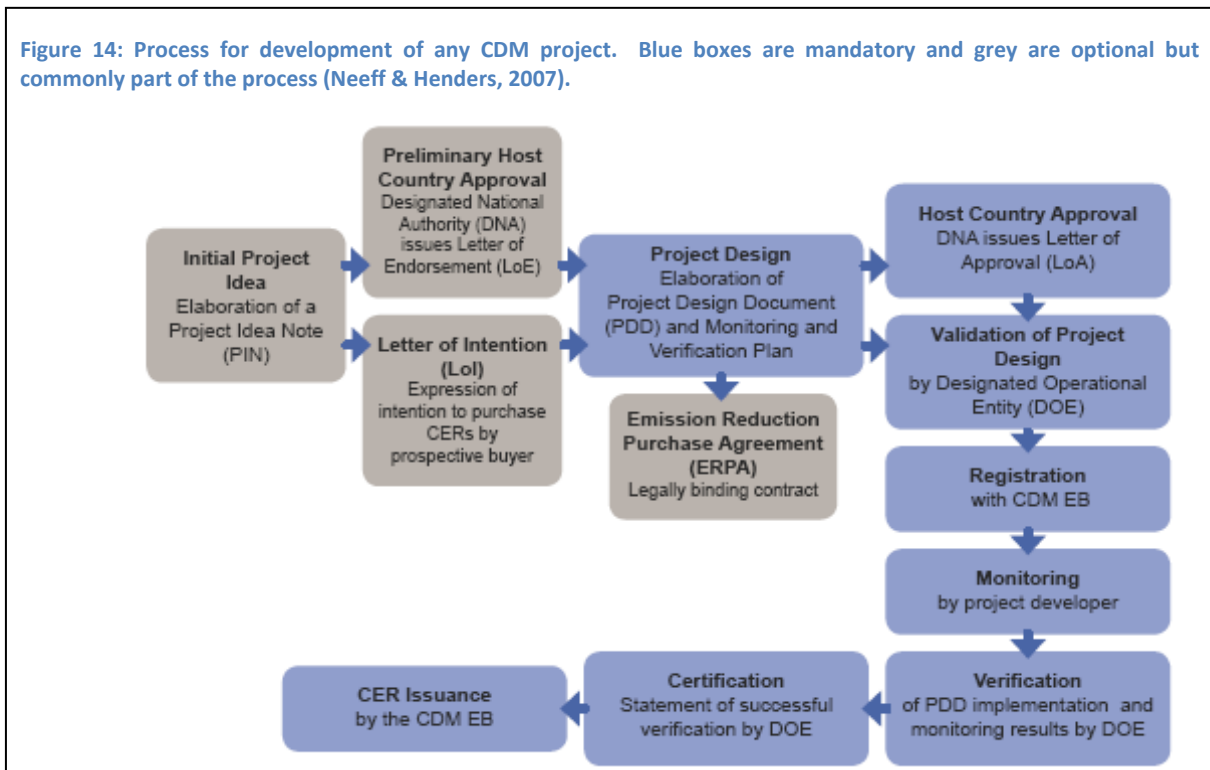 Figure 14: Process for development of any CDM project. Blue boxes are mandatory and grey are optional but
commonly part of the process (Neeff & Henders, 2007).
Initial Project
Idea
Elaboration of a
Project Idea Note
(PIN)
Preliminary Host
Country Approval
Designated National
Authority (DNA)
issues Letter of
Endorsement (LoE)
Letter of Intention
(LoI)
Expression of
intention to purchase
CERs by
prospective buyer
Project Design
Elaboration of
Project Design Document
(PDD) and Monitoring and
Verification Plan
Emission Reduction
Purchase Agreement
(ERPA)
Legally binding contract
Host Country Approval
DNA issues Letter of
Approval (LoA)
Validation of Project
Design
by Designated Operational
Entity (DOE)
Registration
with CDM EB
Monitoring
by project developer
Verification
of PDD implementation and
monitoring results by DOE
Certification
Statement of successful
verification by DOE
CER Issuance
by the CDM EB